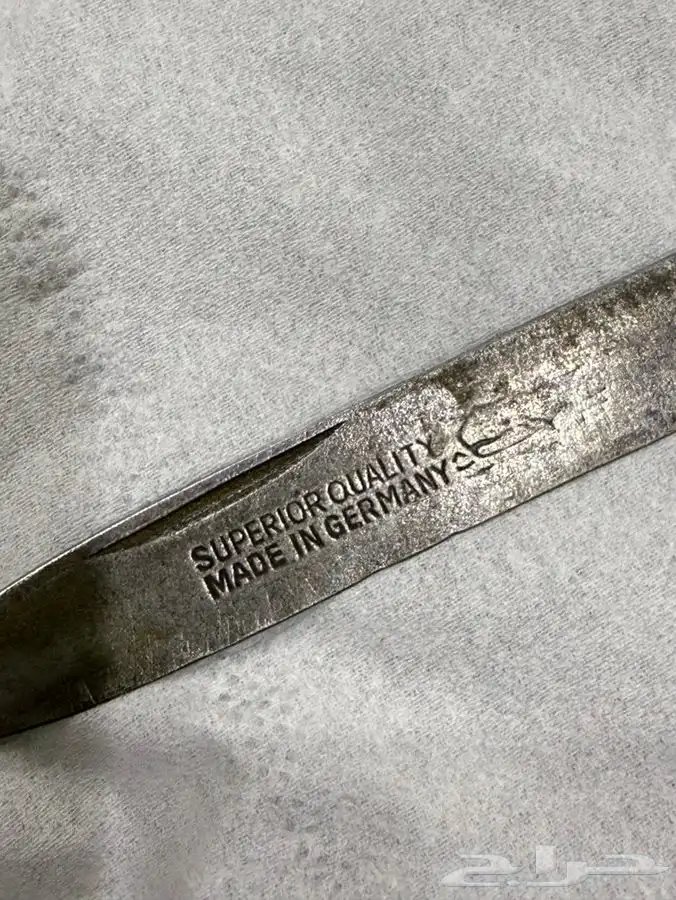 SUPERIOR QUALITY
MADE IN GERMANY
حراج